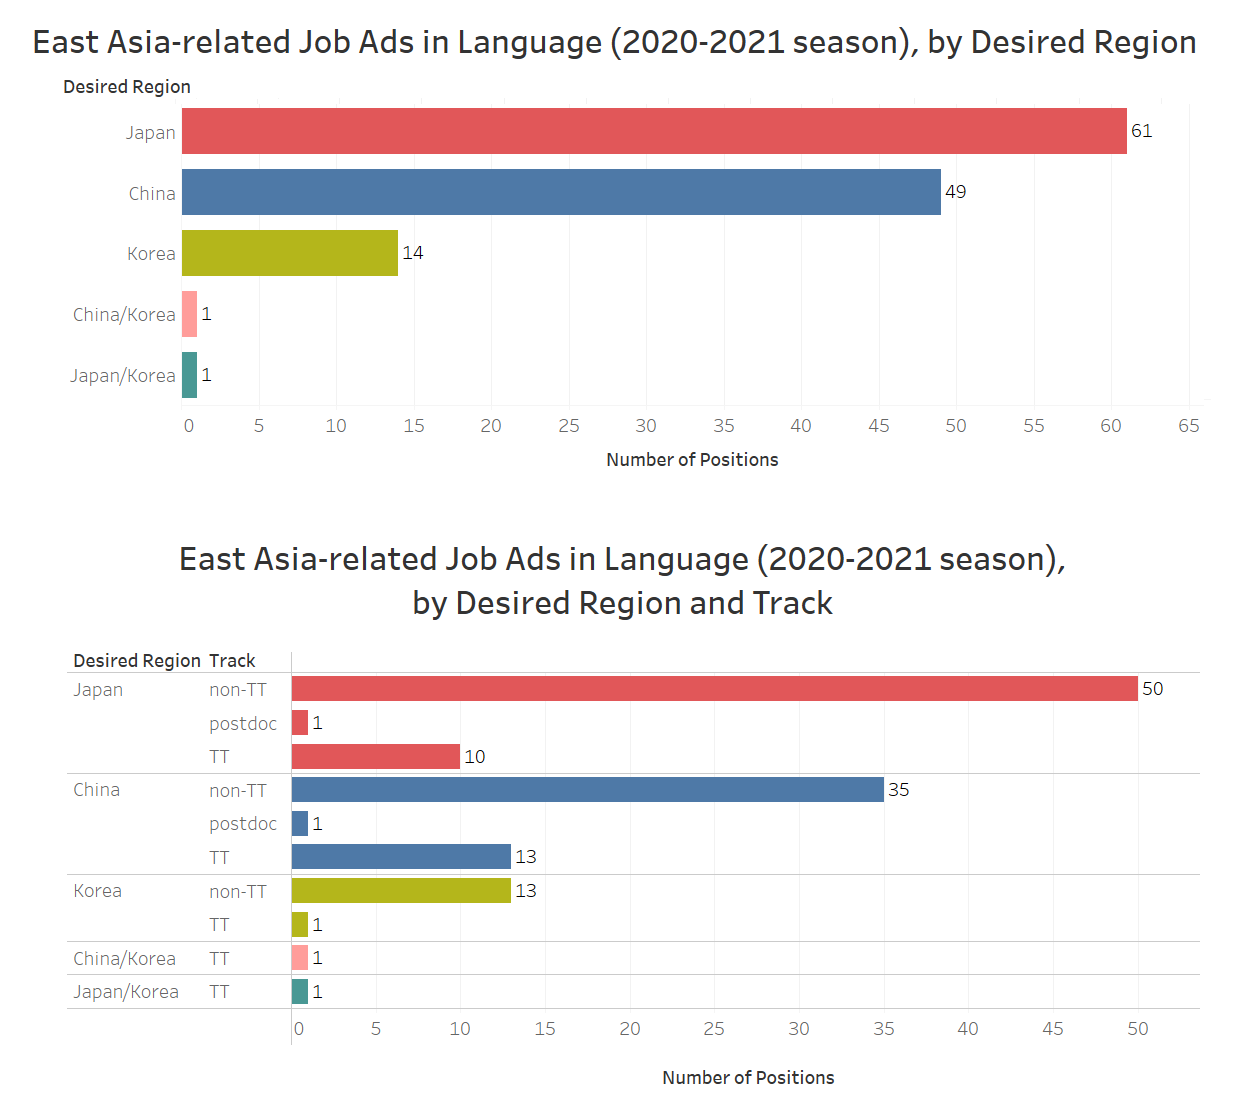 East Asia-related Job Ads in Language (2020-2021 season), by Desired Region
Desired Region
Japan 61
China 49
Korea 14
China/Korea 1
Japan/Korea 1
0 5 10 15 20 25 30 35 40 45 50 55 60 65
Number of Positions
East Asia-related Job Ads in Language (2020-2021 season),
by Desired Region and Track
Desired Region Track
Japan non-TT 50
postdoc 1
TT 10
China non-TT 35
postdoc 1
TT 13
Korea non-TT 13
TT 1
China/Korea TT 1
Japan/Korea TT 1
0 5 10 15 20 25 30 35 40 45 50
Number of Positions